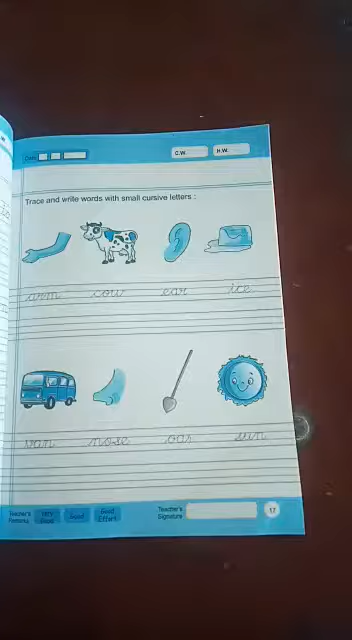 Date
C.W.
H.W.
Trace and write words with small cursive letters :
arm cow ear ice
van nose oar sun
Teacher's Remarks Very Good Good Good Effort Teacher's Signature 17